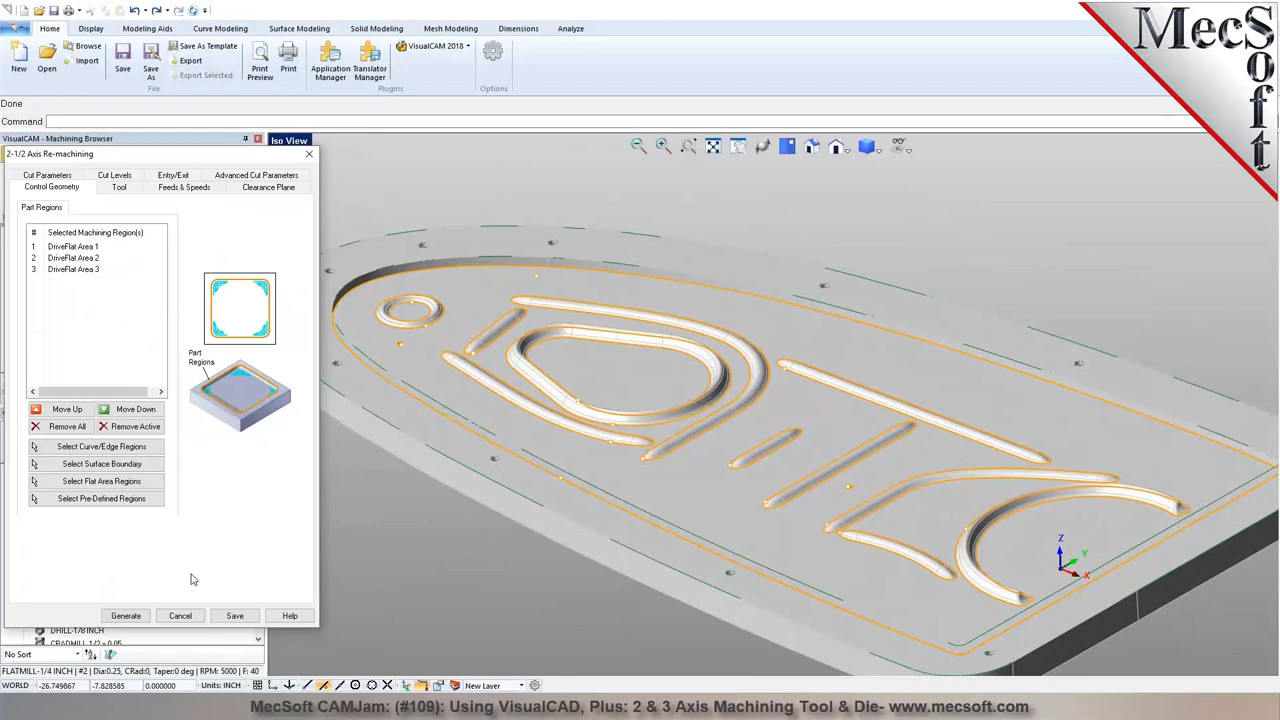 Home Display Modeling Aids Curve Modeling Surface Modeling Solid Modeling Mesh Modeling Dimensions Analyze
New
Open
Browse
Import
Save
Save As
Save As Template
Export
Export Selected
Print Preview
Print
Application Manager
Translator Manager
VisualCAM 2018
File
Plugins
Options
MecSoft
Done
Command
VisualCAM - Machining Browser
Iso View
2-1/2 Axis Re-machining
Cut Parameters Cut Levels Entry/Exit Advanced Cut Parameters
Control Geometry Tool Feeds & Speeds Clearance Plane
Part Regions
# Selected Machining Region(s)
1 DriveFlat Area 1
2 DriveFlat Area 2
3 DriveFlat Area 3
Part Regions
Move Up Move Down
Remove All Remove Active
Select Curve/Edge Regions
Select Surface Boundary
Select Flat Area Regions
Select Pre-Defined Regions
Z
Y
X
Generate Cancel Save Help
DRILL-1/8 INCH
CRADMILL-1/2 x 0.05
No Sort
FLATMILL-1/4 INCH | #2 | Dia:0.25, CRad:0, Taper:0 deg | RPM: 5000 | F: 40
WORLD -26.749867 -7.828585 0.000000 Units: INCH New Layer
MecSoft CAMJam: (#109): Using VisualCAD, Plus: 2 & 3 Axis Machining Tool & Die- www.mecsoft.com